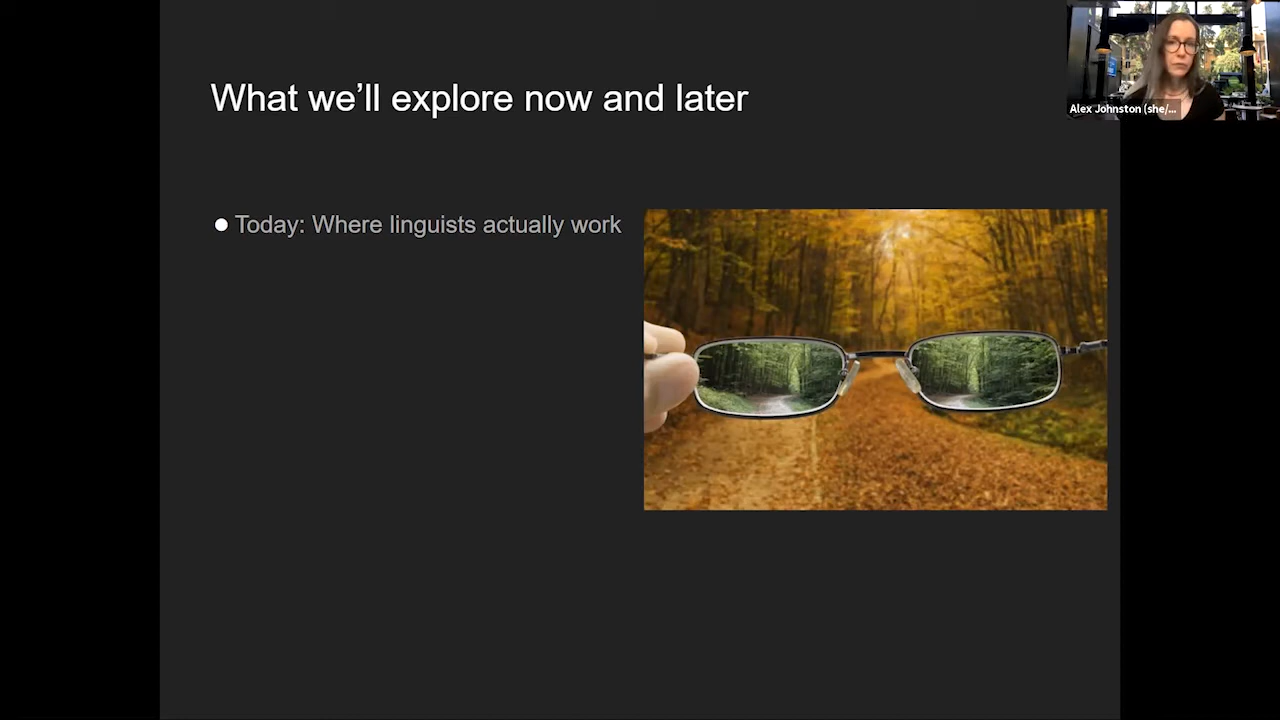 What we’ll explore now and later
Today: Where linguists actually work
Alex Johnston (she/...